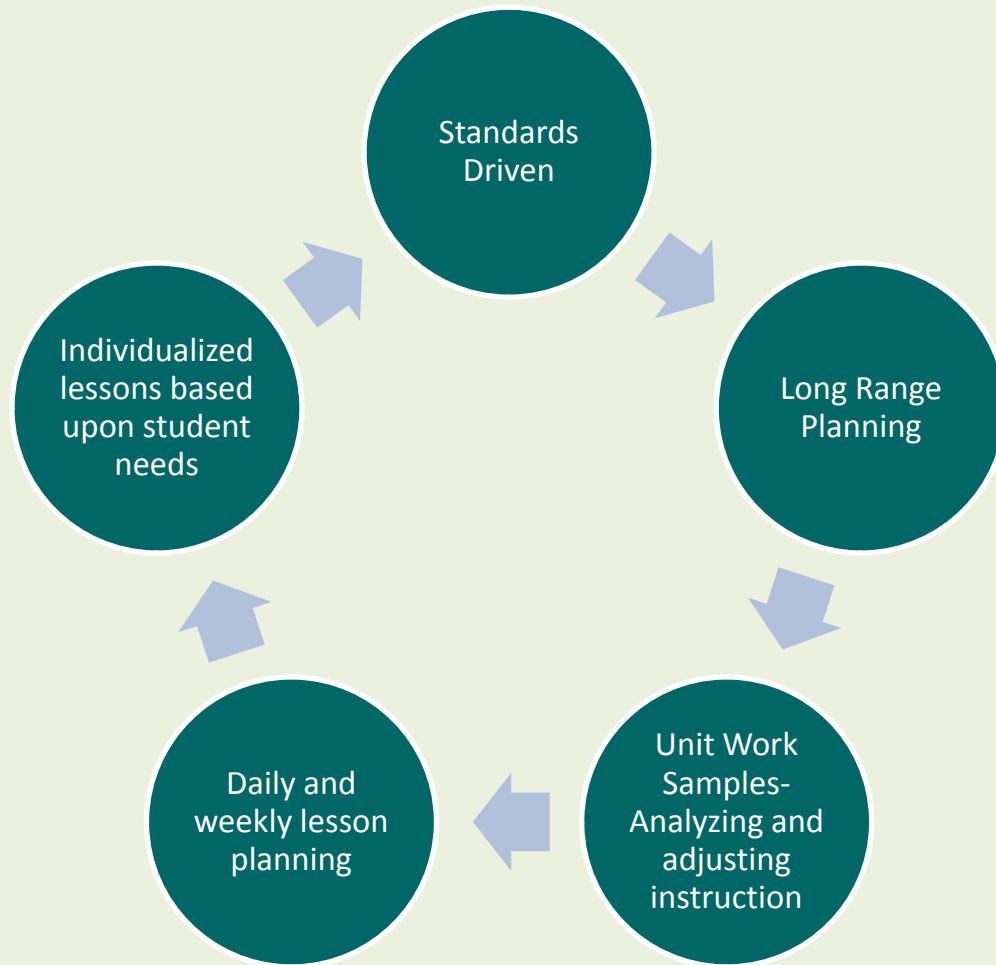 Standards
Driven
Long Range
Planning
Unit Work
Samples-
Analyzing and
adjusting
instruction
Daily and
weekly lesson
planning
Individualized
lessons based
upon student
needs